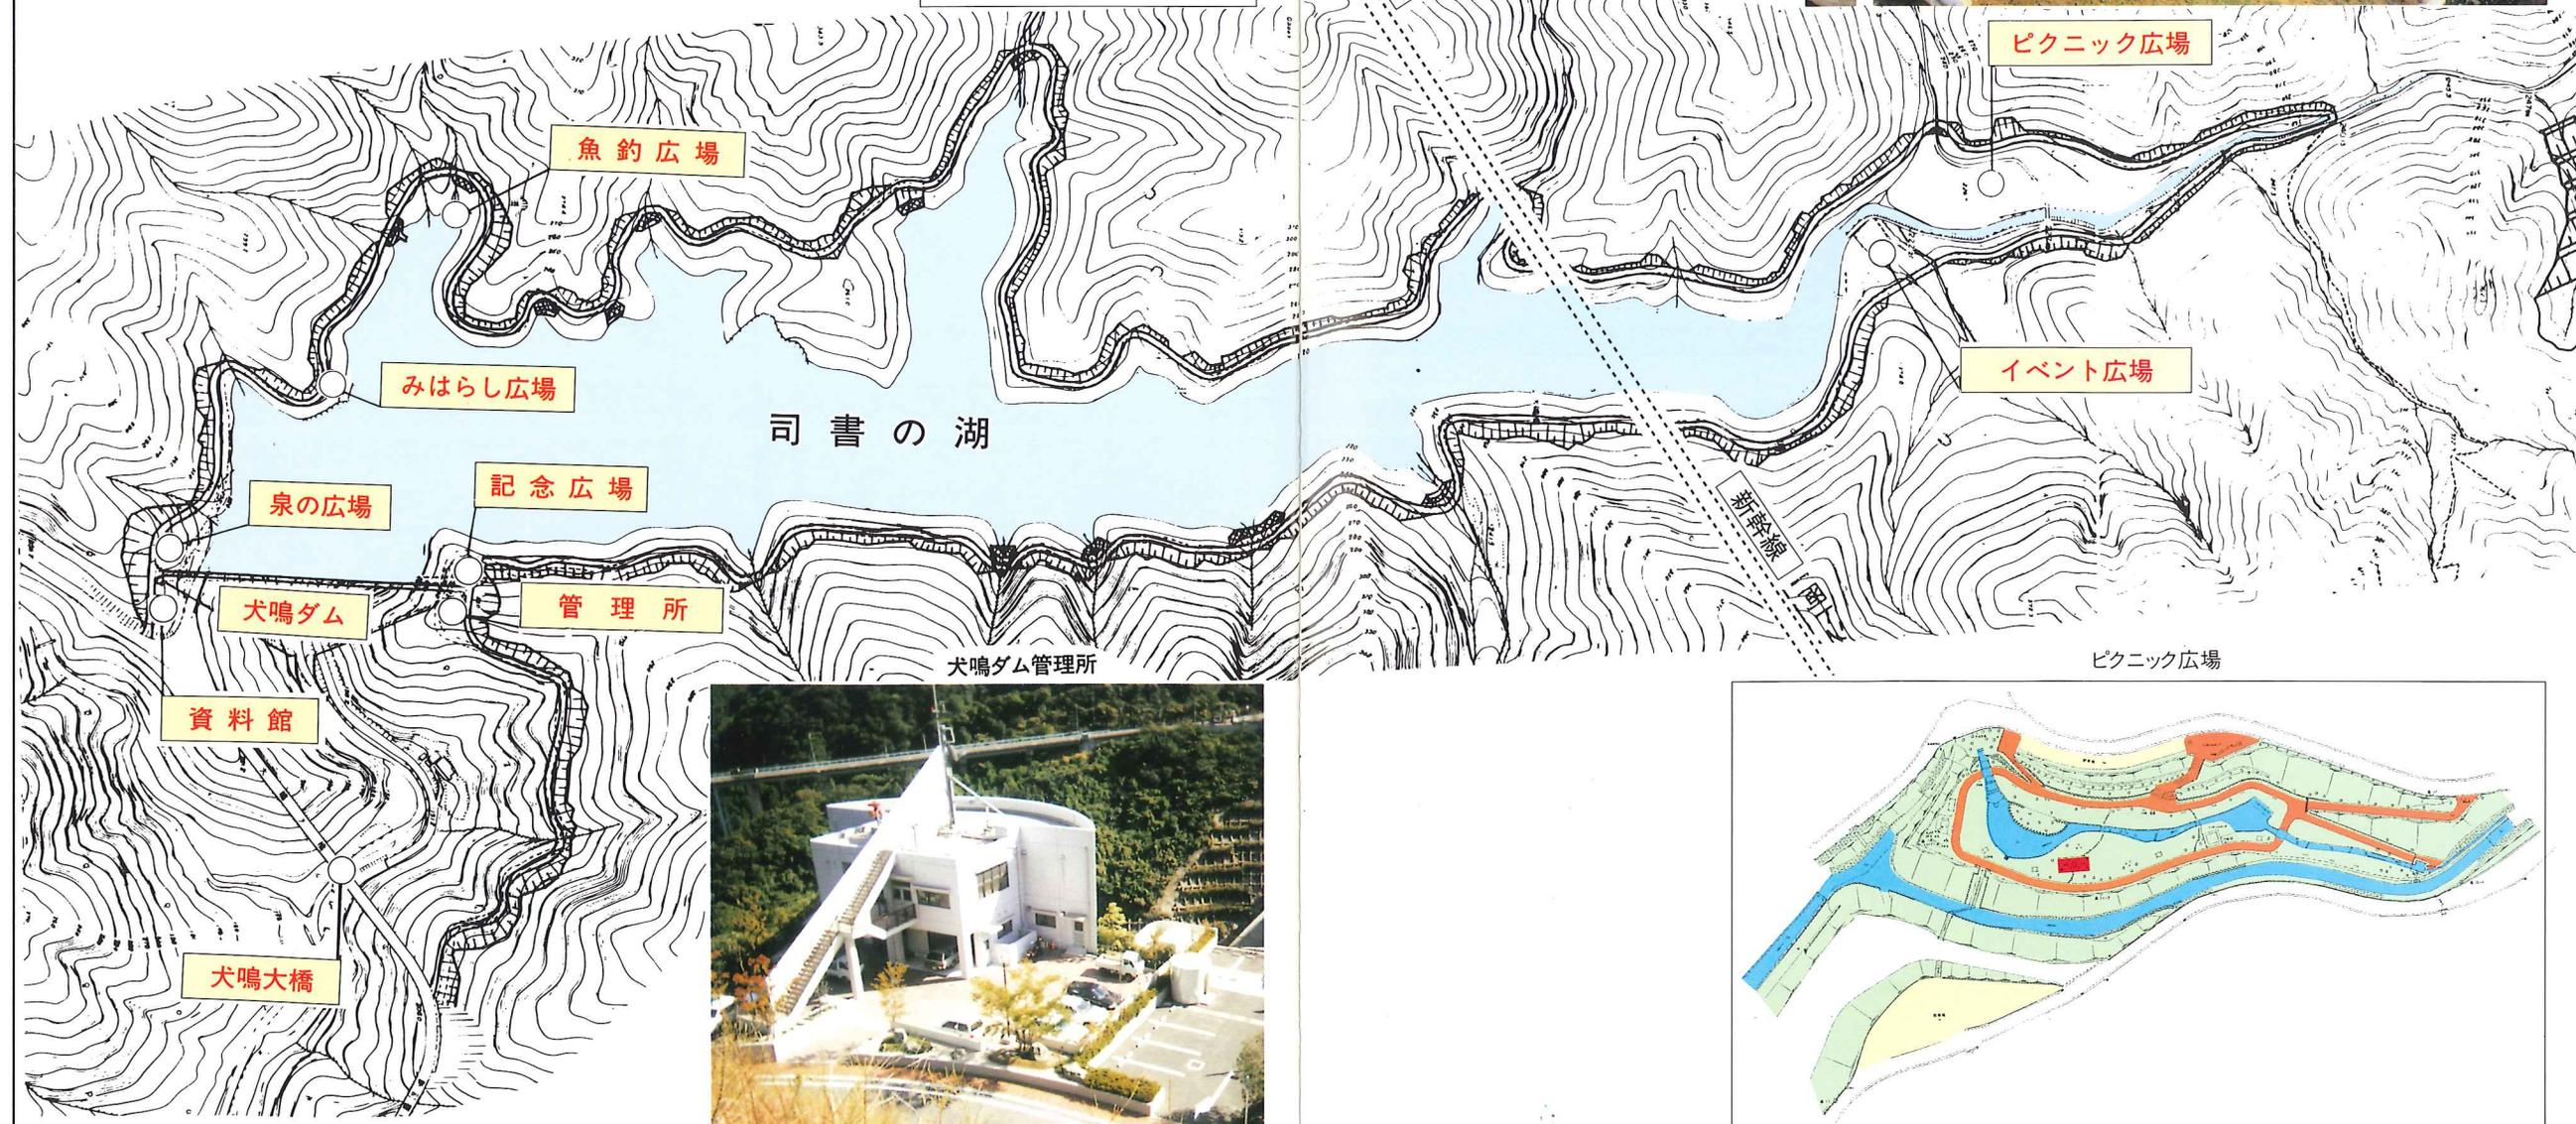 ピクニック広場
魚釣広場
みはらし広場
イベント広場
司書の湖
記念広場
泉の広場
新幹線
犬鳴ダム
管理所
資料館
犬鳴大橋
犬鳴ダム管理所
ピクニック広場